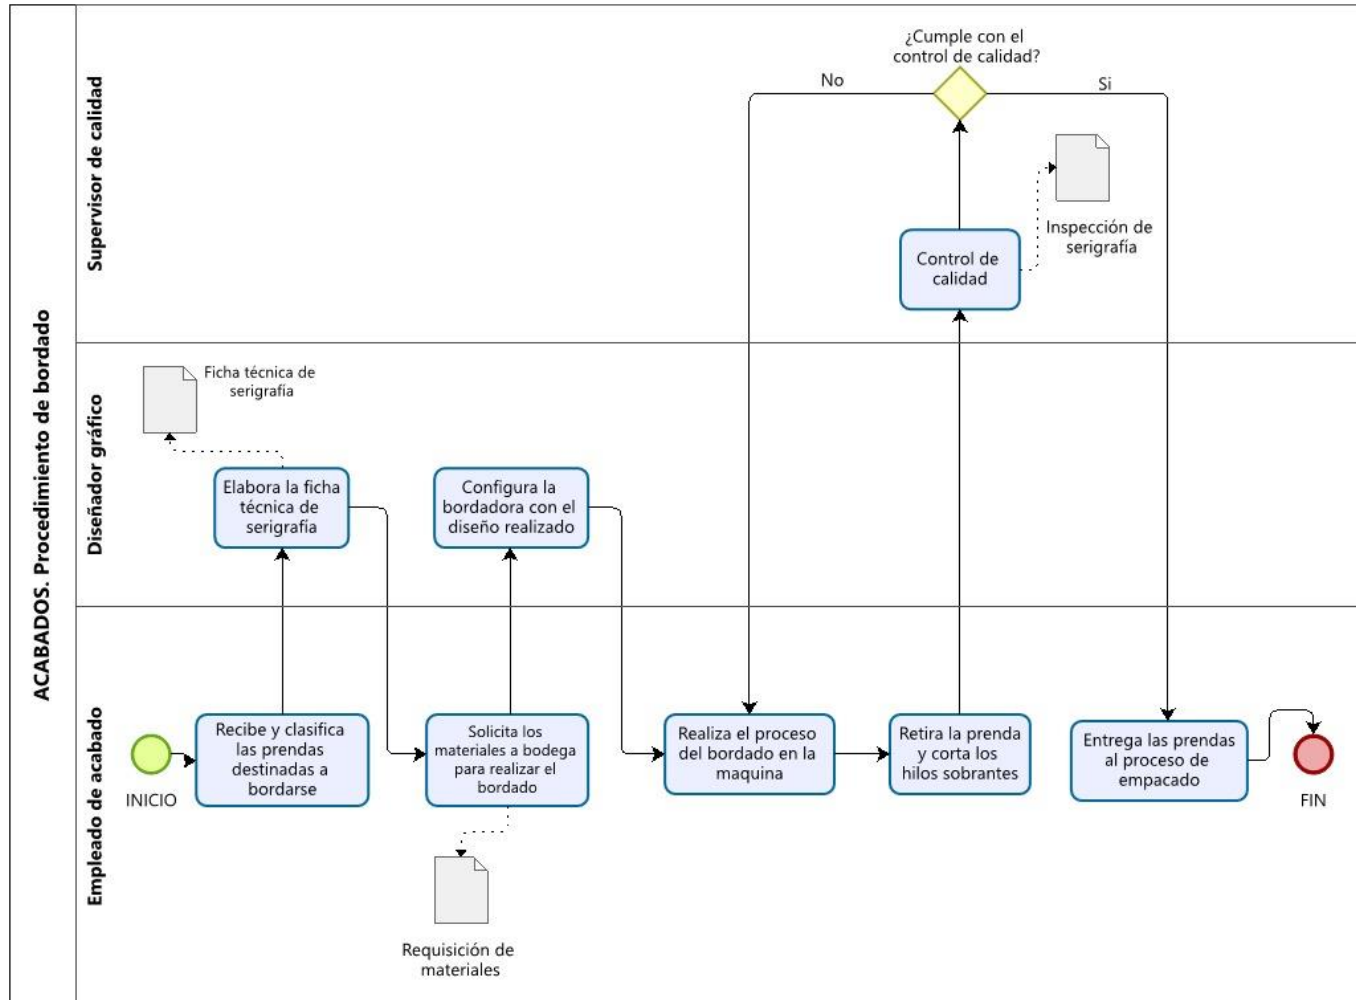 ACABADOS. Procedimiento de bordado
Supervisor de calidad
¿Cumple con el
control de calidad?
No
Si
Inspección de
serigrafía
Control de
calidad
Diseñador gráfico
Ficha técnica de
serigrafía
Elabora la ficha
técnica de
serigrafía
Configura la
bordadora con el
diseño realizado
Empleado de acabado
INICIO
Recibe y clasifica
las prendas
destinadas a
bordarse
Solicita los
materiales a bodega
para realizar el
bordado
Requisición de
materiales
Realiza el proceso
del bordado en la
maquina
Retira la prenda
y corta los
hilos sobrantes
Entrega las prendas
al proceso de
empacado
FIN